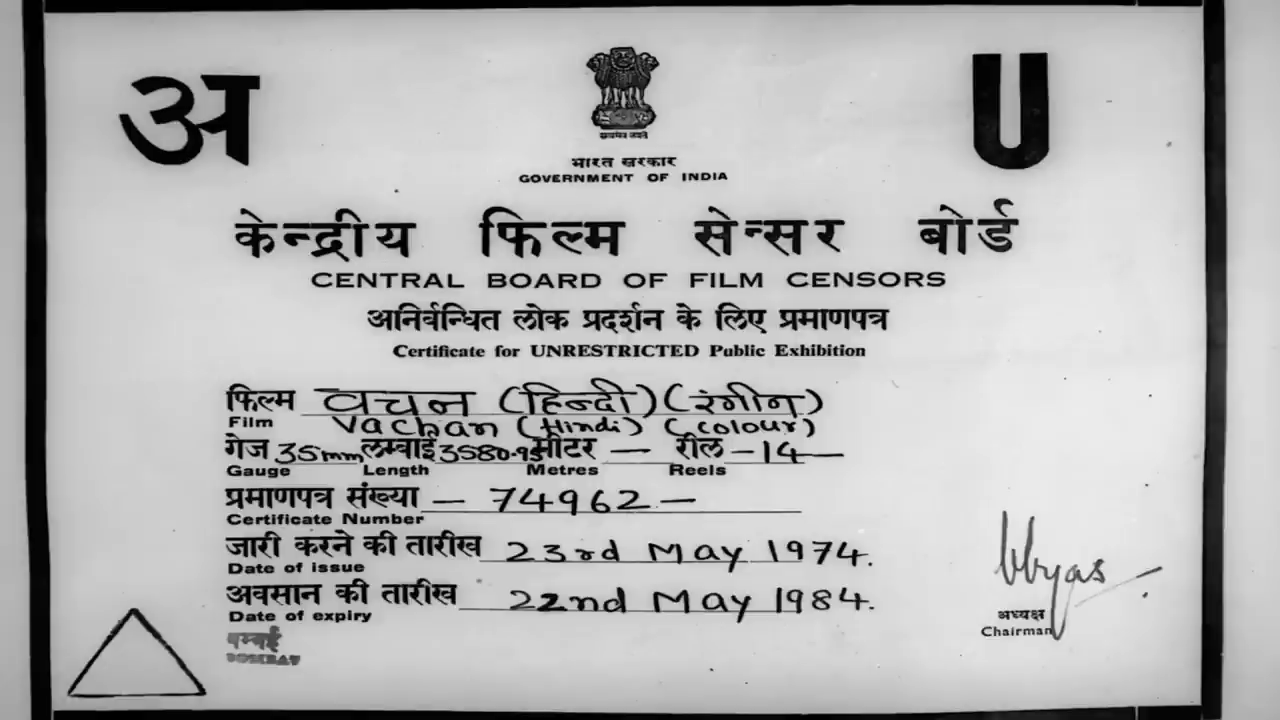 अ
U
सत्यमेव जयते
भारत सरकार
GOVERNMENT OF INDIA
केन्द्रीय फिल्म सेन्सर बोर्ड
CENTRAL BOARD OF FILM CENSORS
अनिर्बन्धित लोक प्रदर्शन के लिए प्रमाणपत्र
Certificate for UNRESTRICTED Public Exhibition
फिल्म वचन (हिन्दी) (रंगीन)
Film Vachan (Hindi) (Colour)
गेज 35mm लम्बाई 3580.95 मीटर — रील -14—
Gauge Length Metres Reels
प्रमाणपत्र संख्या — 74962 —
Certificate Number
जारी करने की तारीख 23rd May 1974.
Date of issue
अवसान की तारीख 22nd May 1984.
Date of expiry
बम्बई
BOMBAY
अध्यक्ष
Chairman